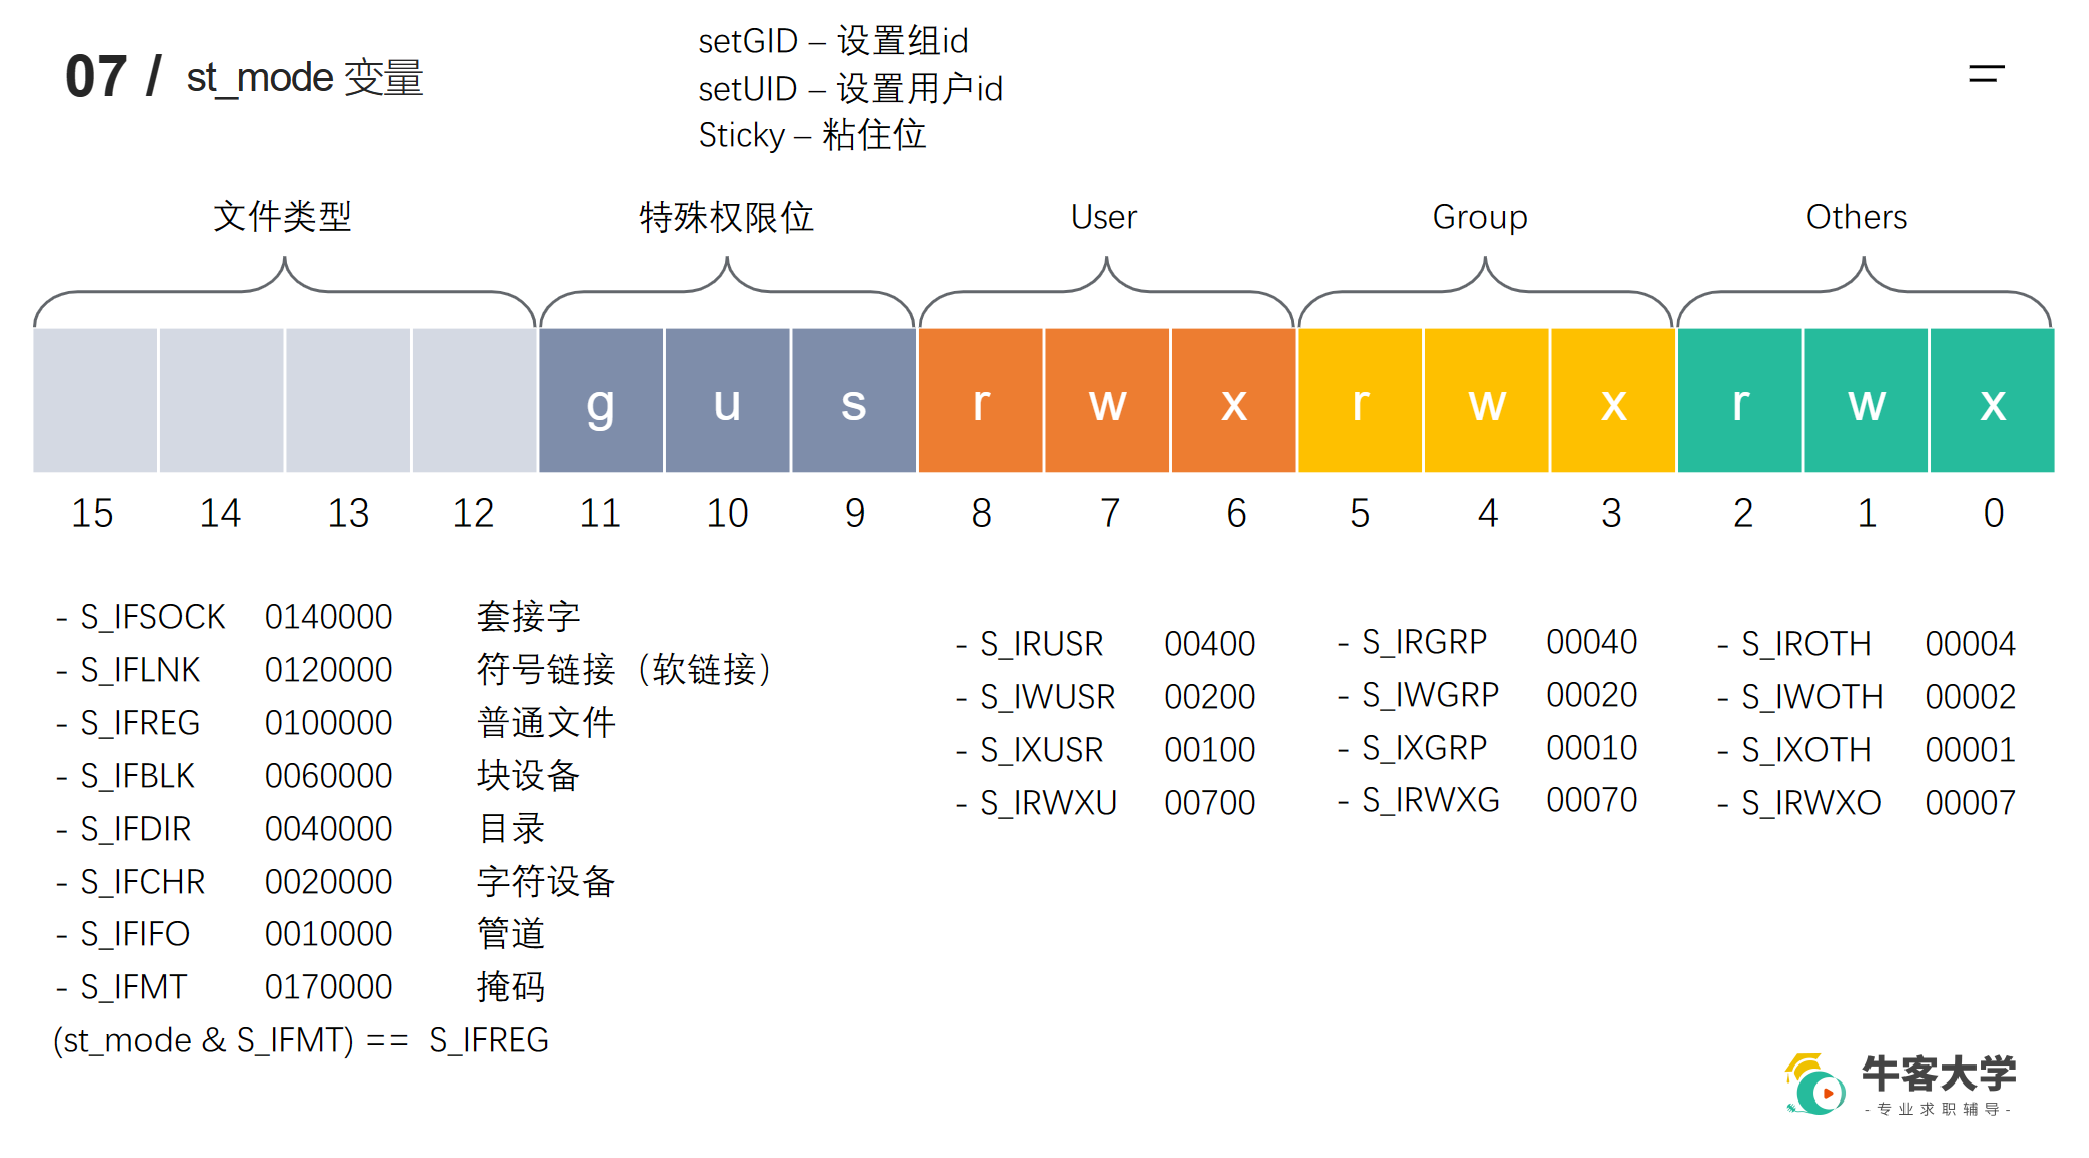 07 / st_mode 变量
setGID – 设置组id
setUID – 设置用户id
Sticky – 粘住位
文件类型 特殊权限位 User Group Others
g u s r w x r w x r w x
15 14 13 12 11 10 9 8 7 6 5 4 3 2 1 0
- S_IFSOCK 0140000 套接字
- S_IFLNK 0120000 符号链接（软链接）
- S_IFREG 0100000 普通文件
- S_IFBLK 0060000 块设备
- S_IFDIR 0040000 目录
- S_IFCHR 0020000 字符设备
- S_IFIFO 0010000 管道
- S_IFMT 0170000 掩码
(st_mode & S_IFMT) == S_IFREG
- S_IRUSR 00400
- S_IWUSR 00200
- S_IXUSR 00100
- S_IRWXU 00700
- S_IRGRP 00040
- S_IWGRP 00020
- S_IXGRP 00010
- S_IRWXG 00070
- S_IROTH 00004
- S_IWOTH 00002
- S_IXOTH 00001
- S_IRWXO 00007
牛客大学
- 专业求职辅导 -